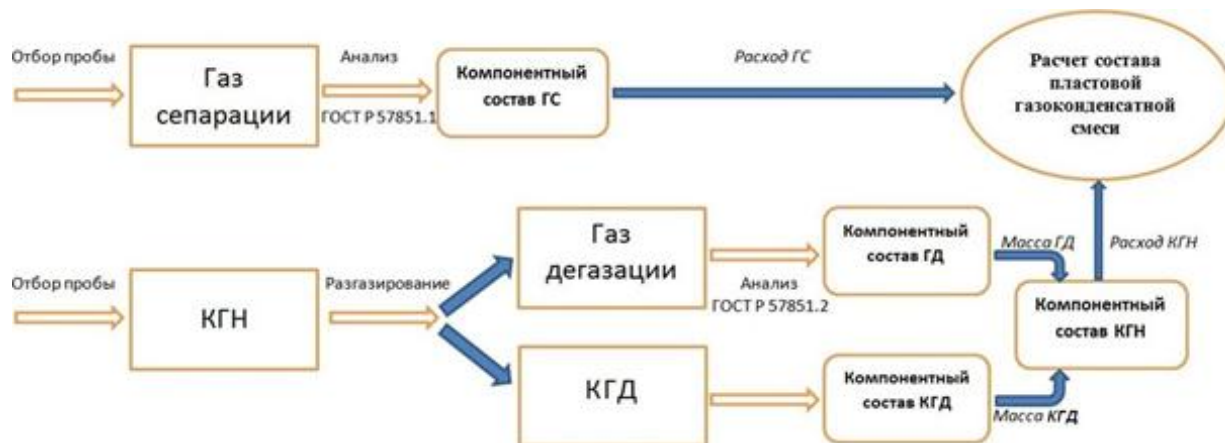 Отбор пробы
Газ
сепарации
Анализ
ГОСТ Р 57851.1
Компонентный
состав ГС
Расход ГС
Расчет состава
пластовой
газоконденсатной
смеси
Отбор пробы
КГН
Разгазирование
Газ
дегазации
Анализ
ГОСТ Р 57851.2
Компонентный
состав ГД
Масса ГД
Расход КГН
Компонентный
состав КГН
КГД
Компонентный
состав КГД
Масса КГД